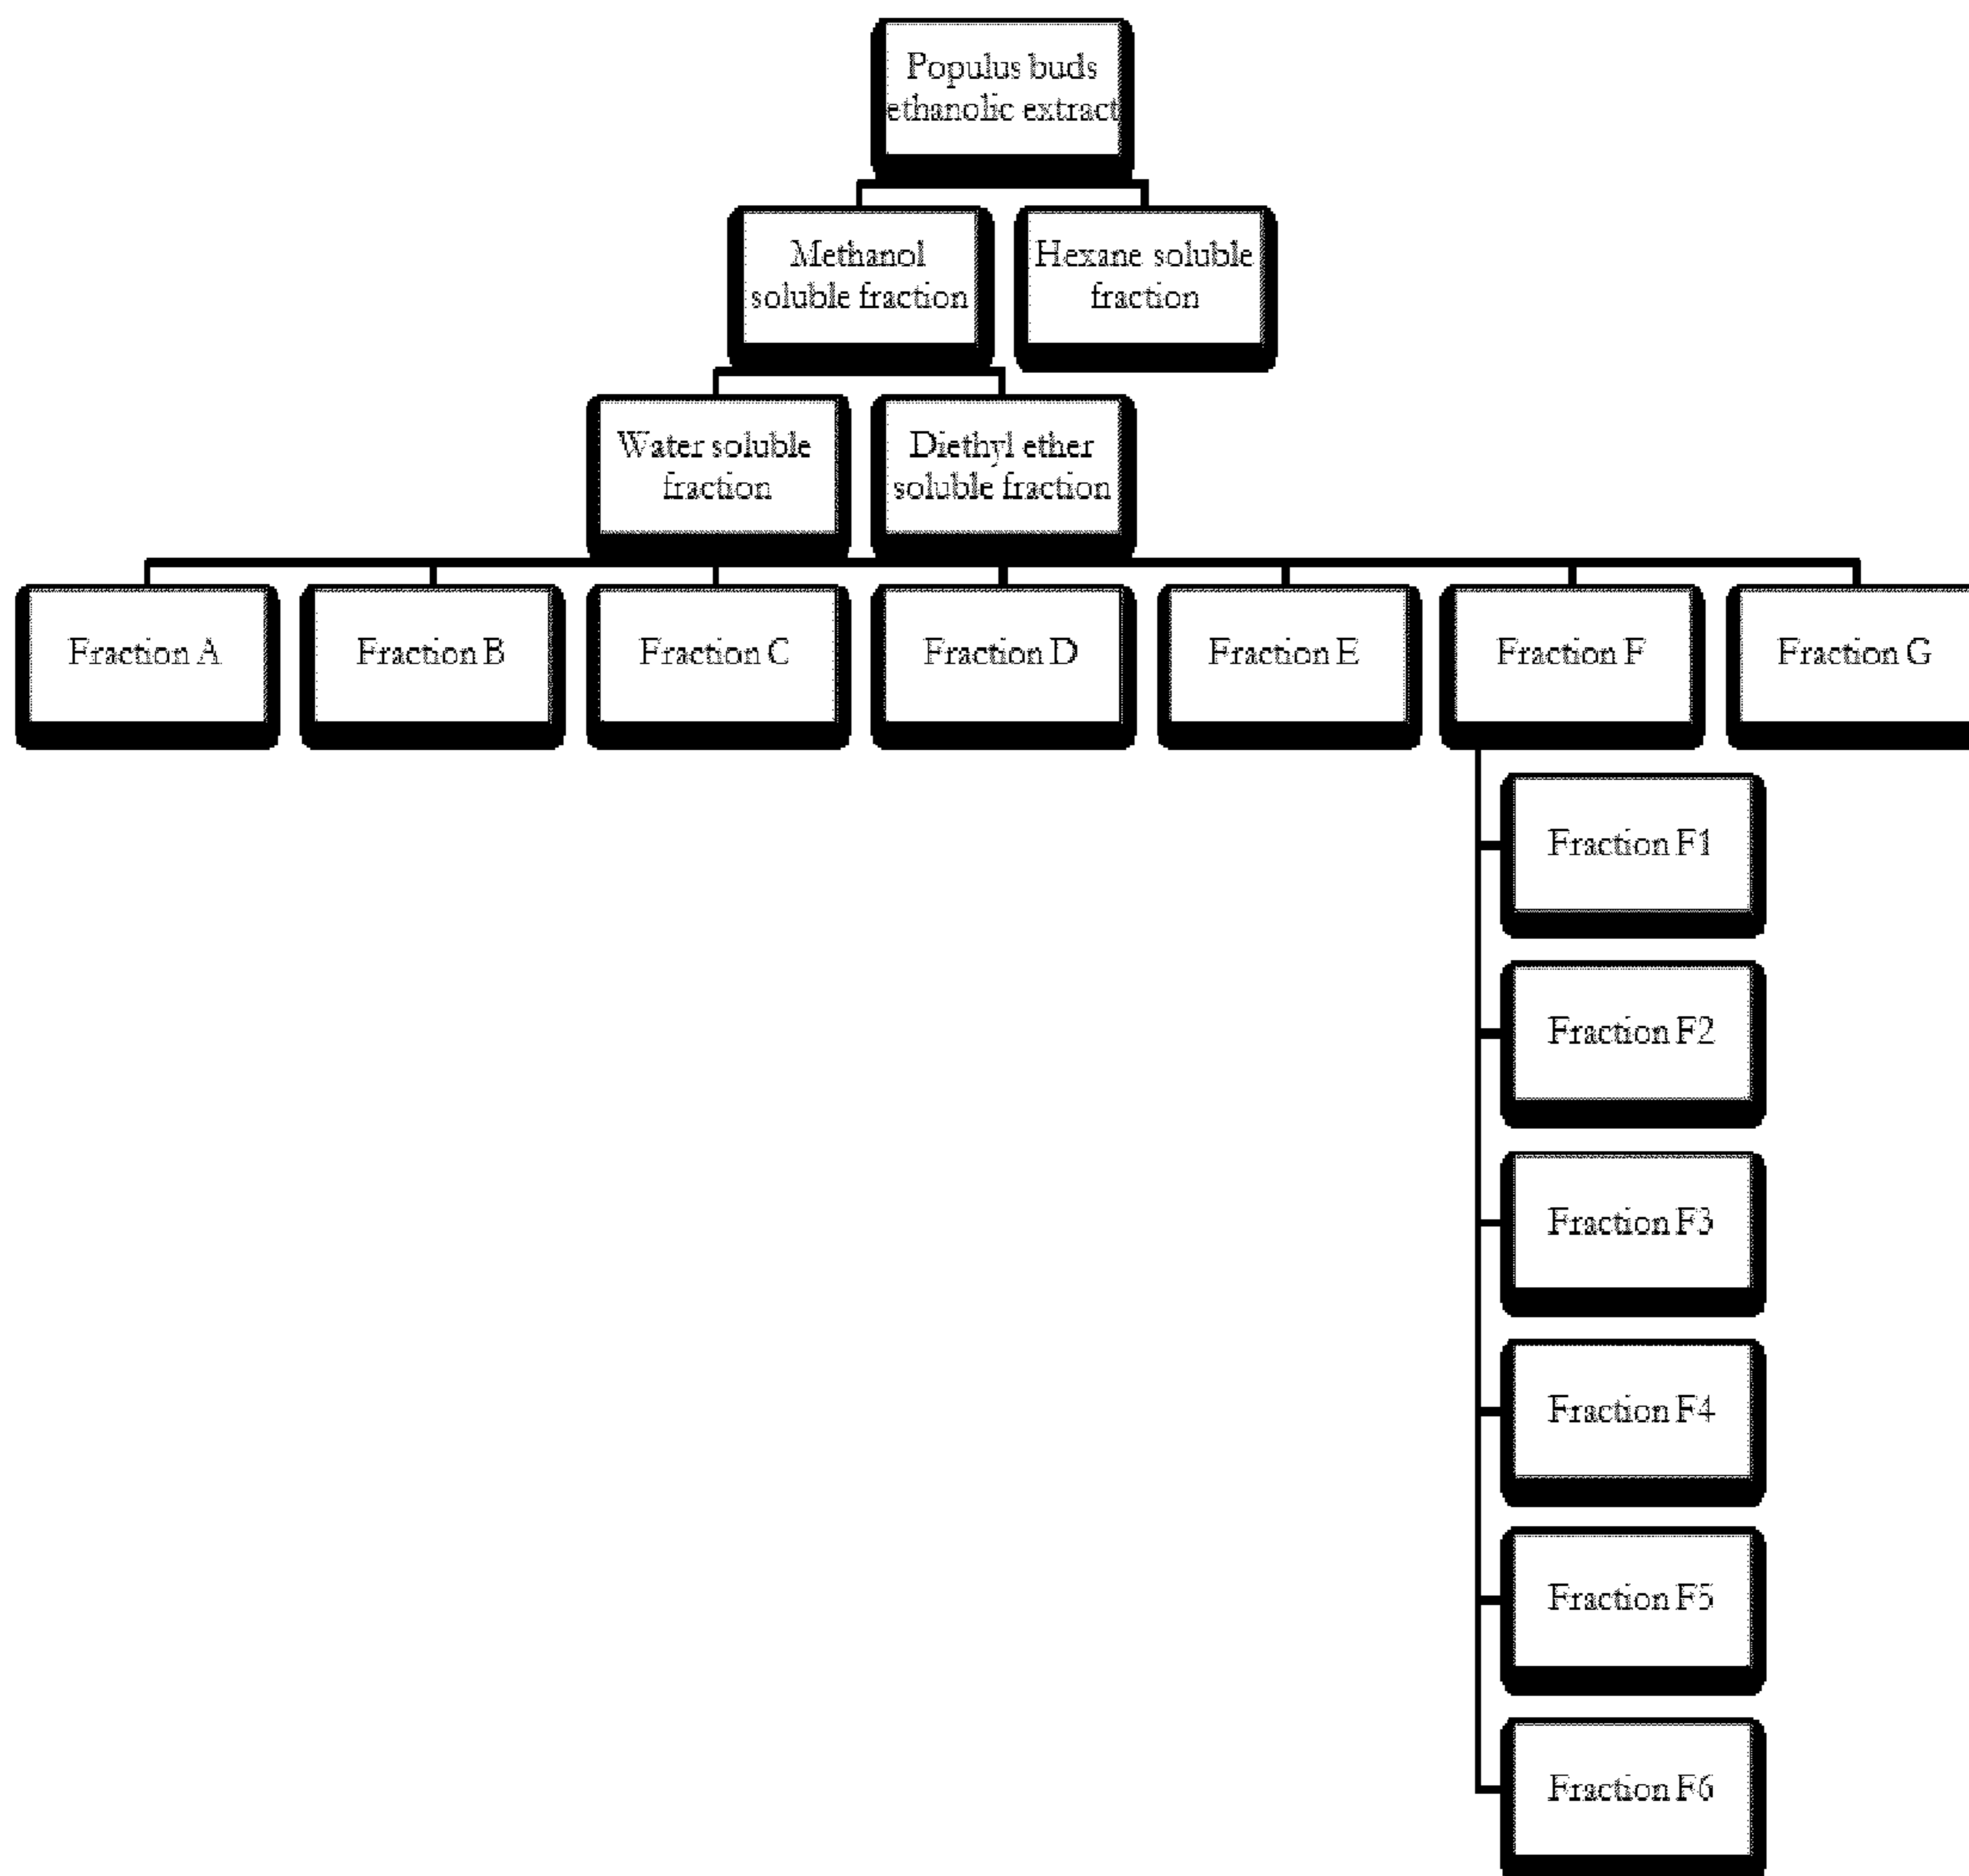 Populus buds
ethanolic extract
Methanol
soluble fraction
Hexane soluble
fraction
Water soluble
fraction
Diethyl ether
soluble fraction
Fraction A
Fraction B
Fraction C
Fraction D
Fraction E
Fraction F
Fraction G
Fraction F1
Fraction F2
Fraction F3
Fraction F4
Fraction F5
Fraction F6